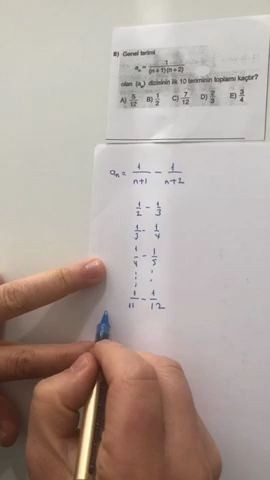 8) Genel terimi
aₙ = 1/((n+1)(n+2))
olan (aₙ) dizisinin ilk 10 teriminin toplamı kaçtır?
A) 5/12 B) 1/2 C) 7/12 D) 2/3 E) 3/4
aₙ = 1/(n+1) - 1/(n+2)
1/2 - 1/3
1/3 - 1/4
1/4 - 1/5
⋮ ⋮
1/11 - 1/12